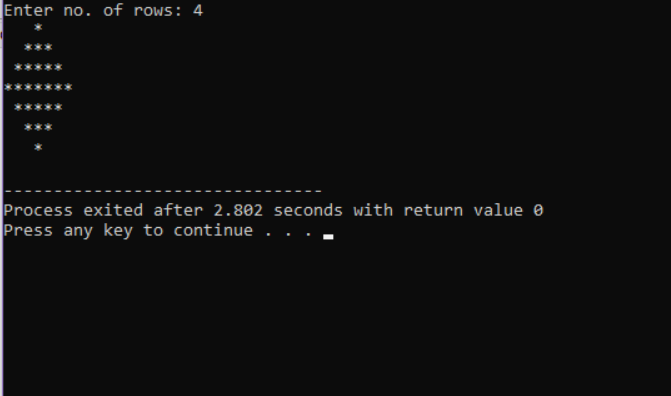 Enter no. of rows: 4
   *
  ***
 *****
*******
 *****
  ***
   *
--------------------------------
Process exited after 2.802 seconds with return value 0
Press any key to continue . . .